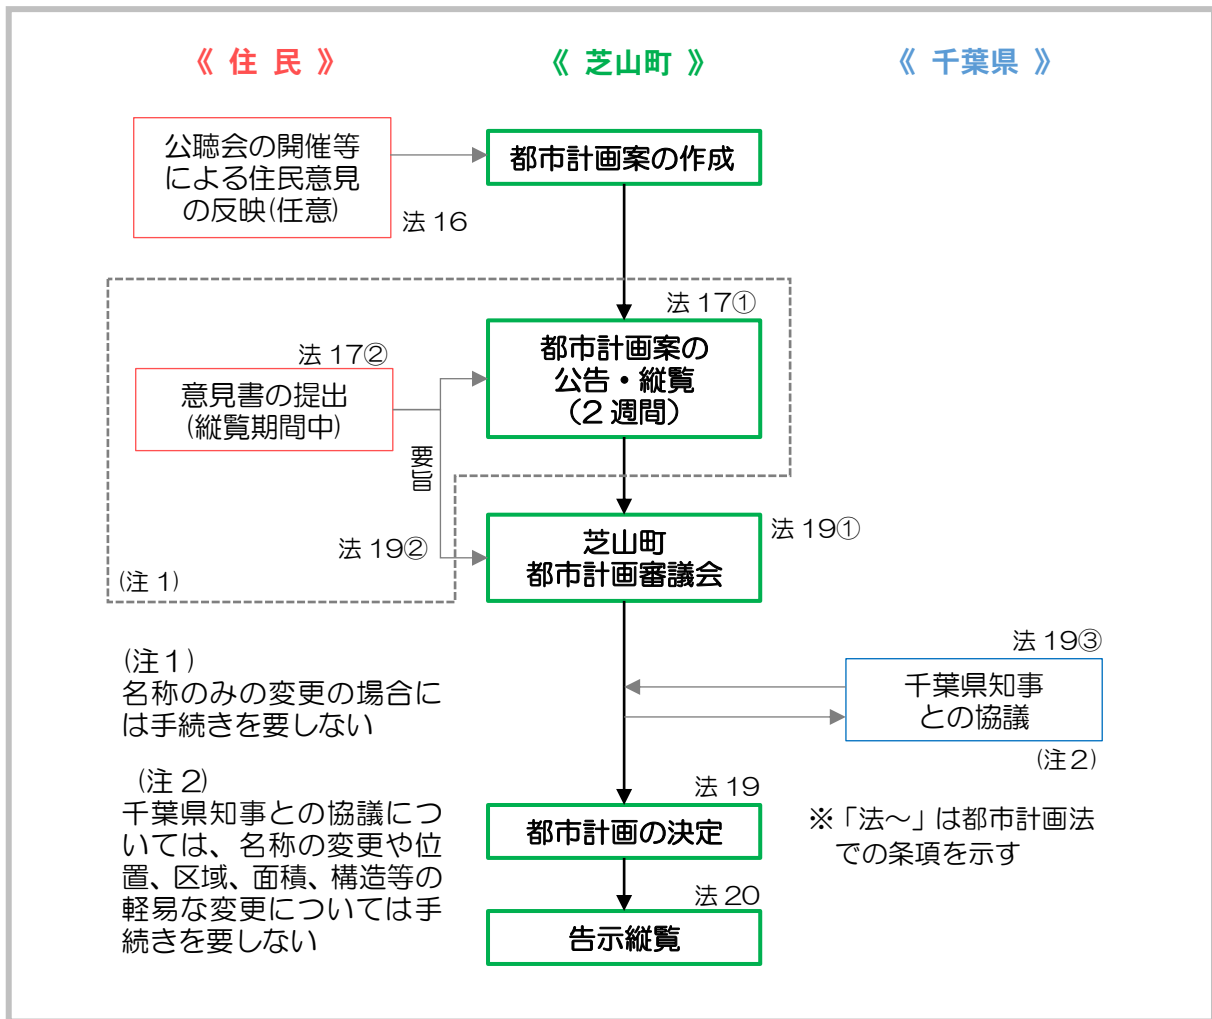 《 住 民 》
《 芝山町 》
《 千葉県 》
公聴会の開催等
による住民意見
の反映(任意)
法 16
都市計画案の作成
法 17①
都市計画案の
公告・縦覧
（2 週間）
法 17②
意見書の提出
(縦覧期間中)
要旨
法 19②
(注 1)
芝山町
都市計画審議会
法 19①
法 19③
千葉県知事
との協議
(注 2)
(注 1)
名称のみの変更の場合に
は手続きを要しない
(注 2)
千葉県知事との協議につ
いては、名称の変更や位
置、区域、面積、構造等の
軽易な変更については手
続きを要しない
法 19
都市計画の決定
法 20
告示縦覧
※「法～」は都市計画法
での条項を示す